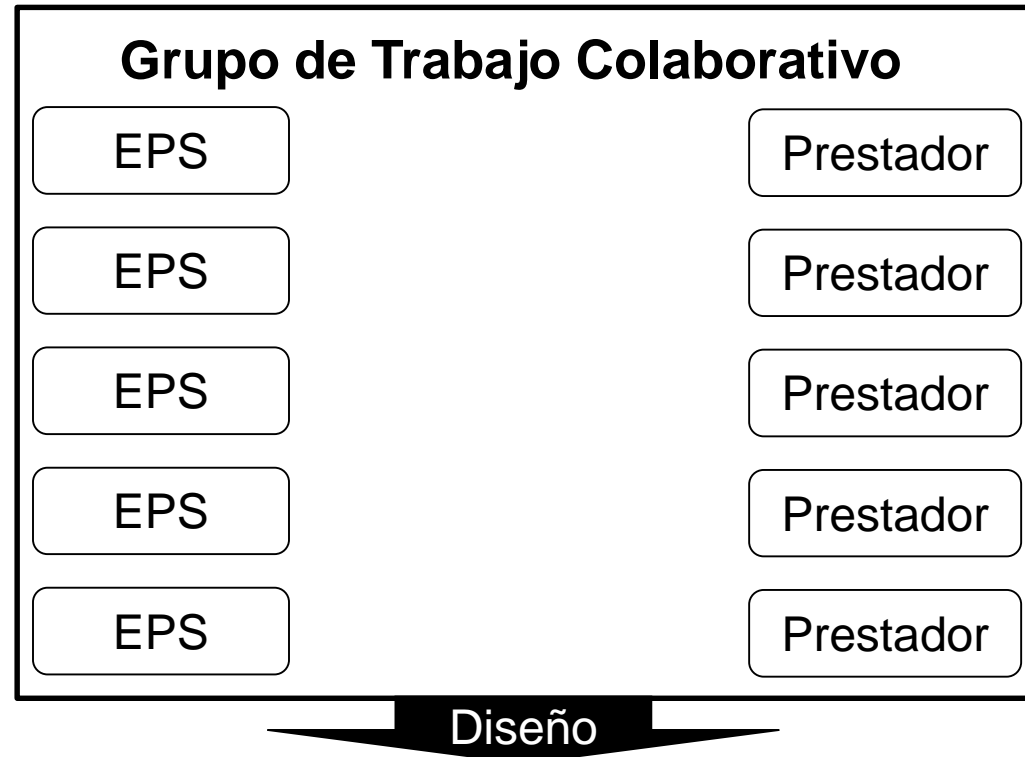 Grupo de Trabajo Colaborativo
EPS
Prestador
EPS
Prestador
EPS
Prestador
EPS
Prestador
EPS
Prestador
Diseño